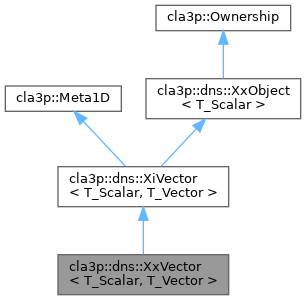 cla3p::Ownership
cla3p::dns::XxObject
< T_Scalar >
cla3p::Meta1D
cla3p::dns::XiVector
< T_Scalar, T_Vector >
cla3p::dns::XxVector
< T_Scalar, T_Vector >